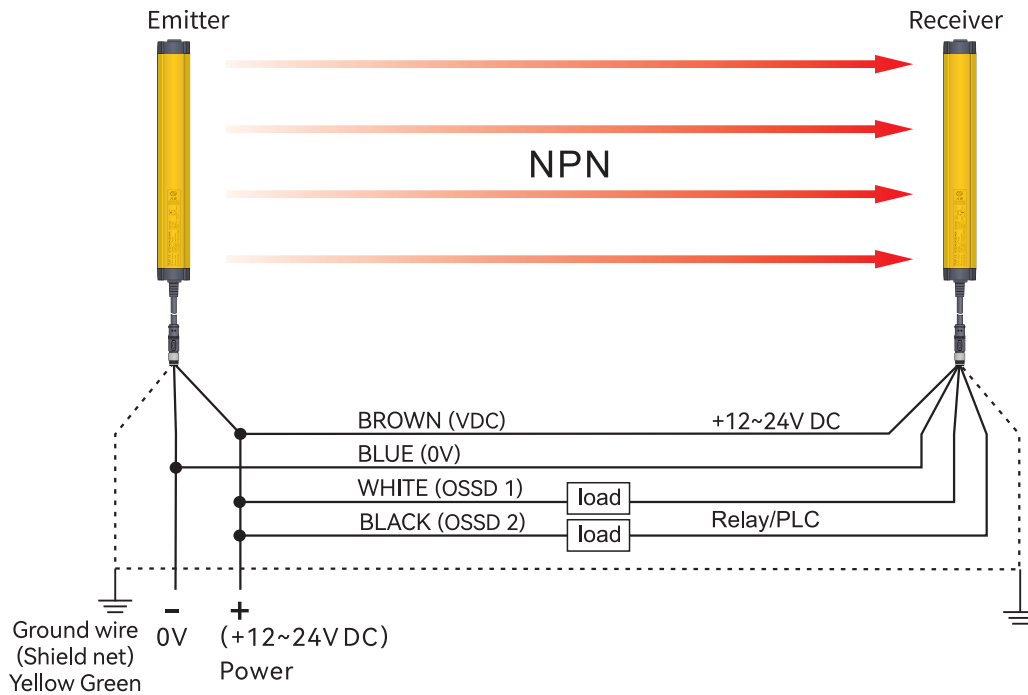 Emitter
Receiver
NPN
BROWN (VDC)
+12~24V DC
BLUE (0V)
WHITE (OSSD 1)
load
BLACK (OSSD 2)
load
Relay/PLC
-
+
Ground wire
(Shield net)
Yellow Green
0V
(+12~24V DC)
Power